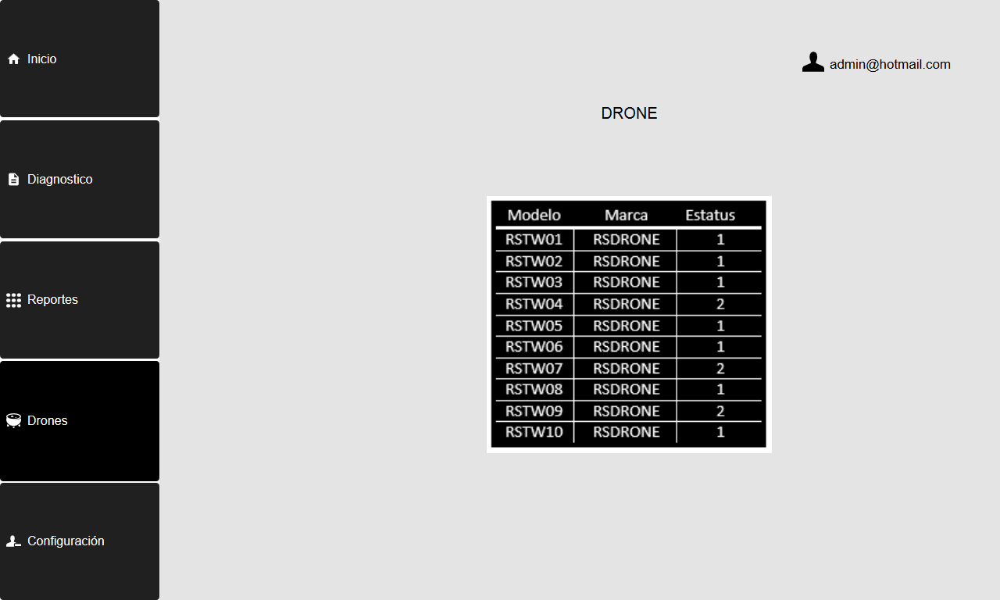 Inicio
Diagnostico
Reportes
Drones
Configuración
admin@hotmail.com
DRONE
Modelo Marca Estatus
RSTW01 RSDRONE 1
RSTW02 RSDRONE 1
RSTW03 RSDRONE 1
RSTW04 RSDRONE 2
RSTW05 RSDRONE 1
RSTW06 RSDRONE 1
RSTW07 RSDRONE 2
RSTW08 RSDRONE 1
RSTW09 RSDRONE 2
RSTW10 RSDRONE 1